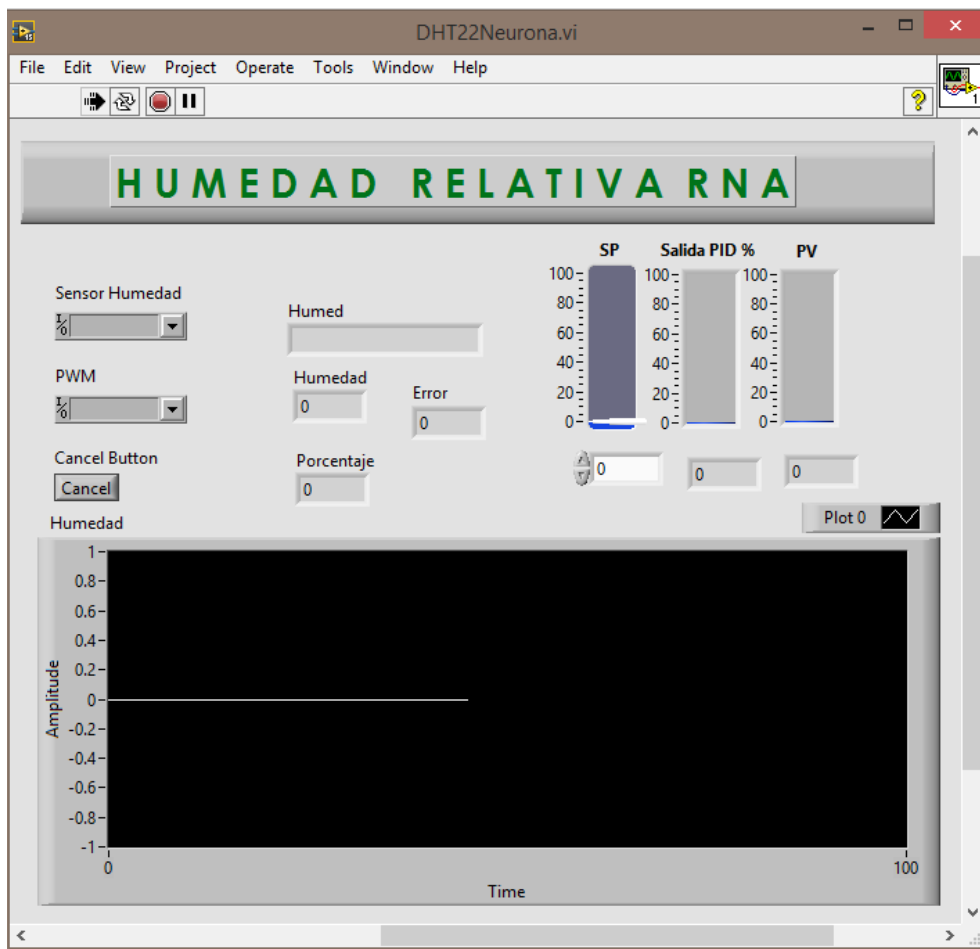 DHT22Neurona.vi
File Edit View Project Operate Tools Window Help
15
?
1
HUMEDAD RELATIVA RNA
SP Salida PID % PV
100 100 100
80 80 80
60 60 60
40 40 40
20 20 20
0 0 0
0 0 0
Sensor Humedad
I/O
PWM
I/O
Cancel Button
Cancel
Humed
Humedad
0
Error
0
Porcentaje
0
Humedad
Plot 0
Amplitude
1
0.8
0.6
0.4
0.2
0
-0.2
-0.4
-0.6
-0.8
-1
0 100
Time